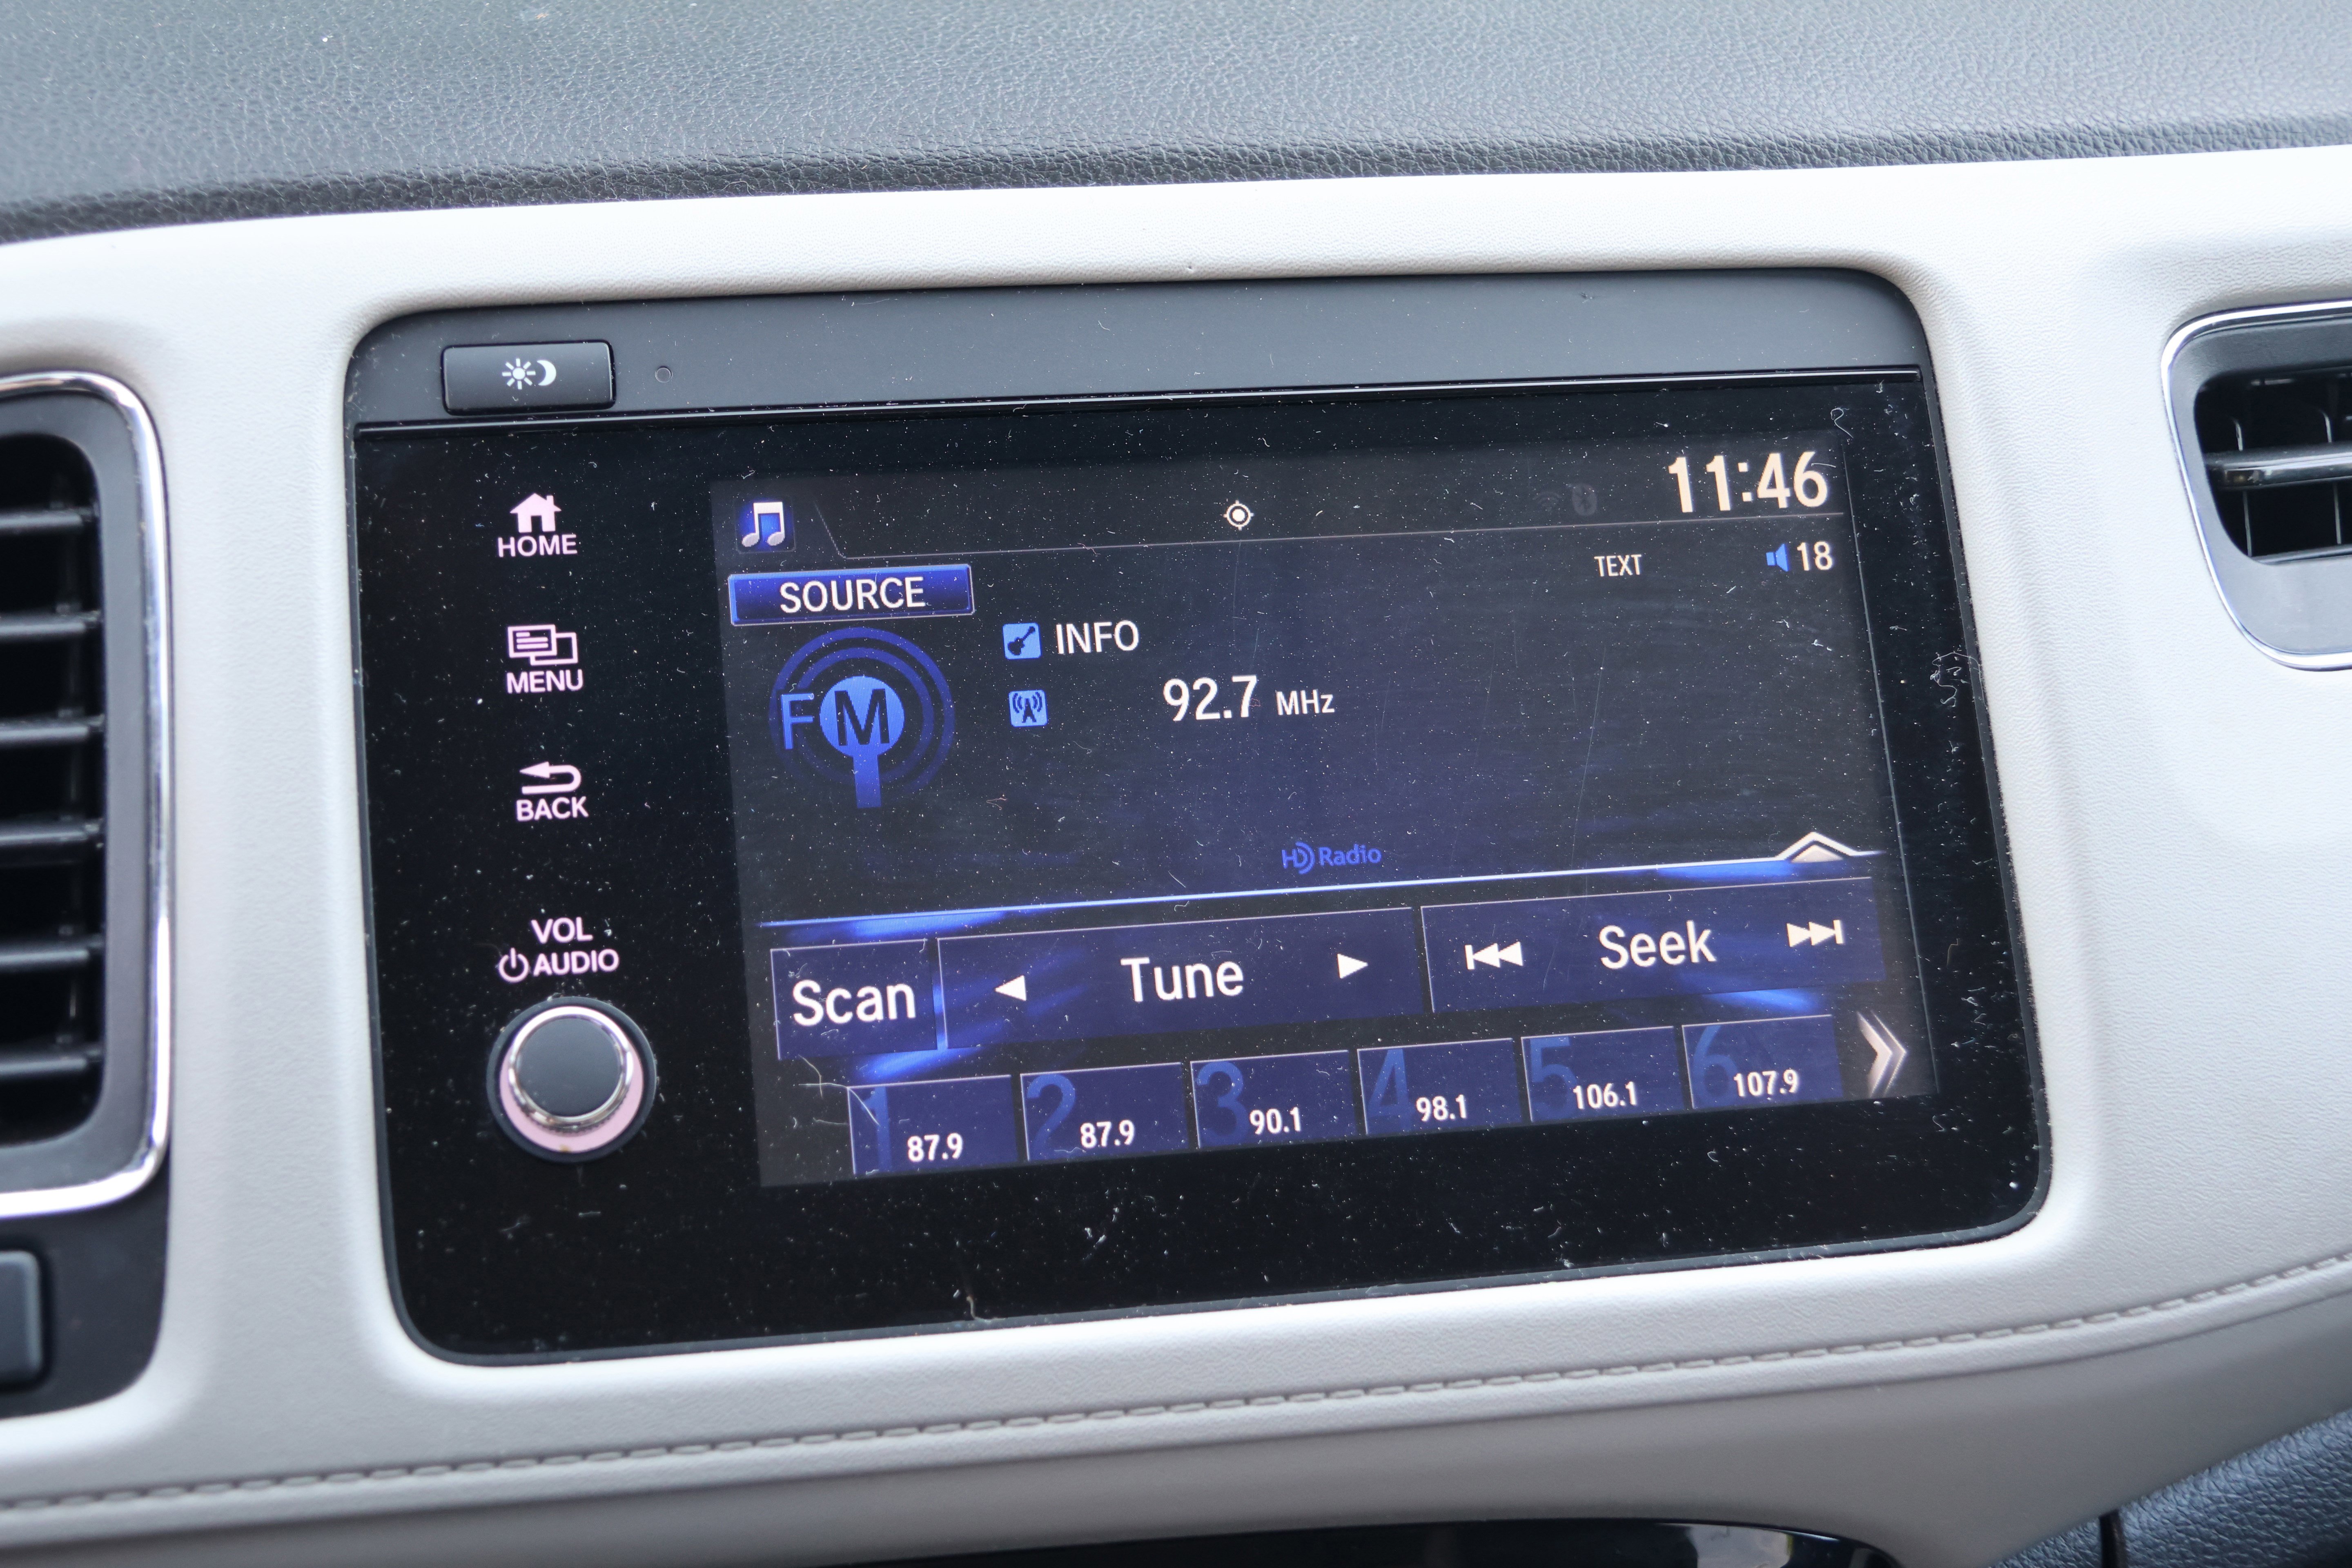 HOME
MENU
BACK
VOL
AUDIO
11:46
TEXT
18
SOURCE
INFO
FM
92.7 MHz
HD Radio
Scan
Tune
Seek
1 87.9
2 87.9
3 90.1
4 98.1
5 106.1
6 107.9